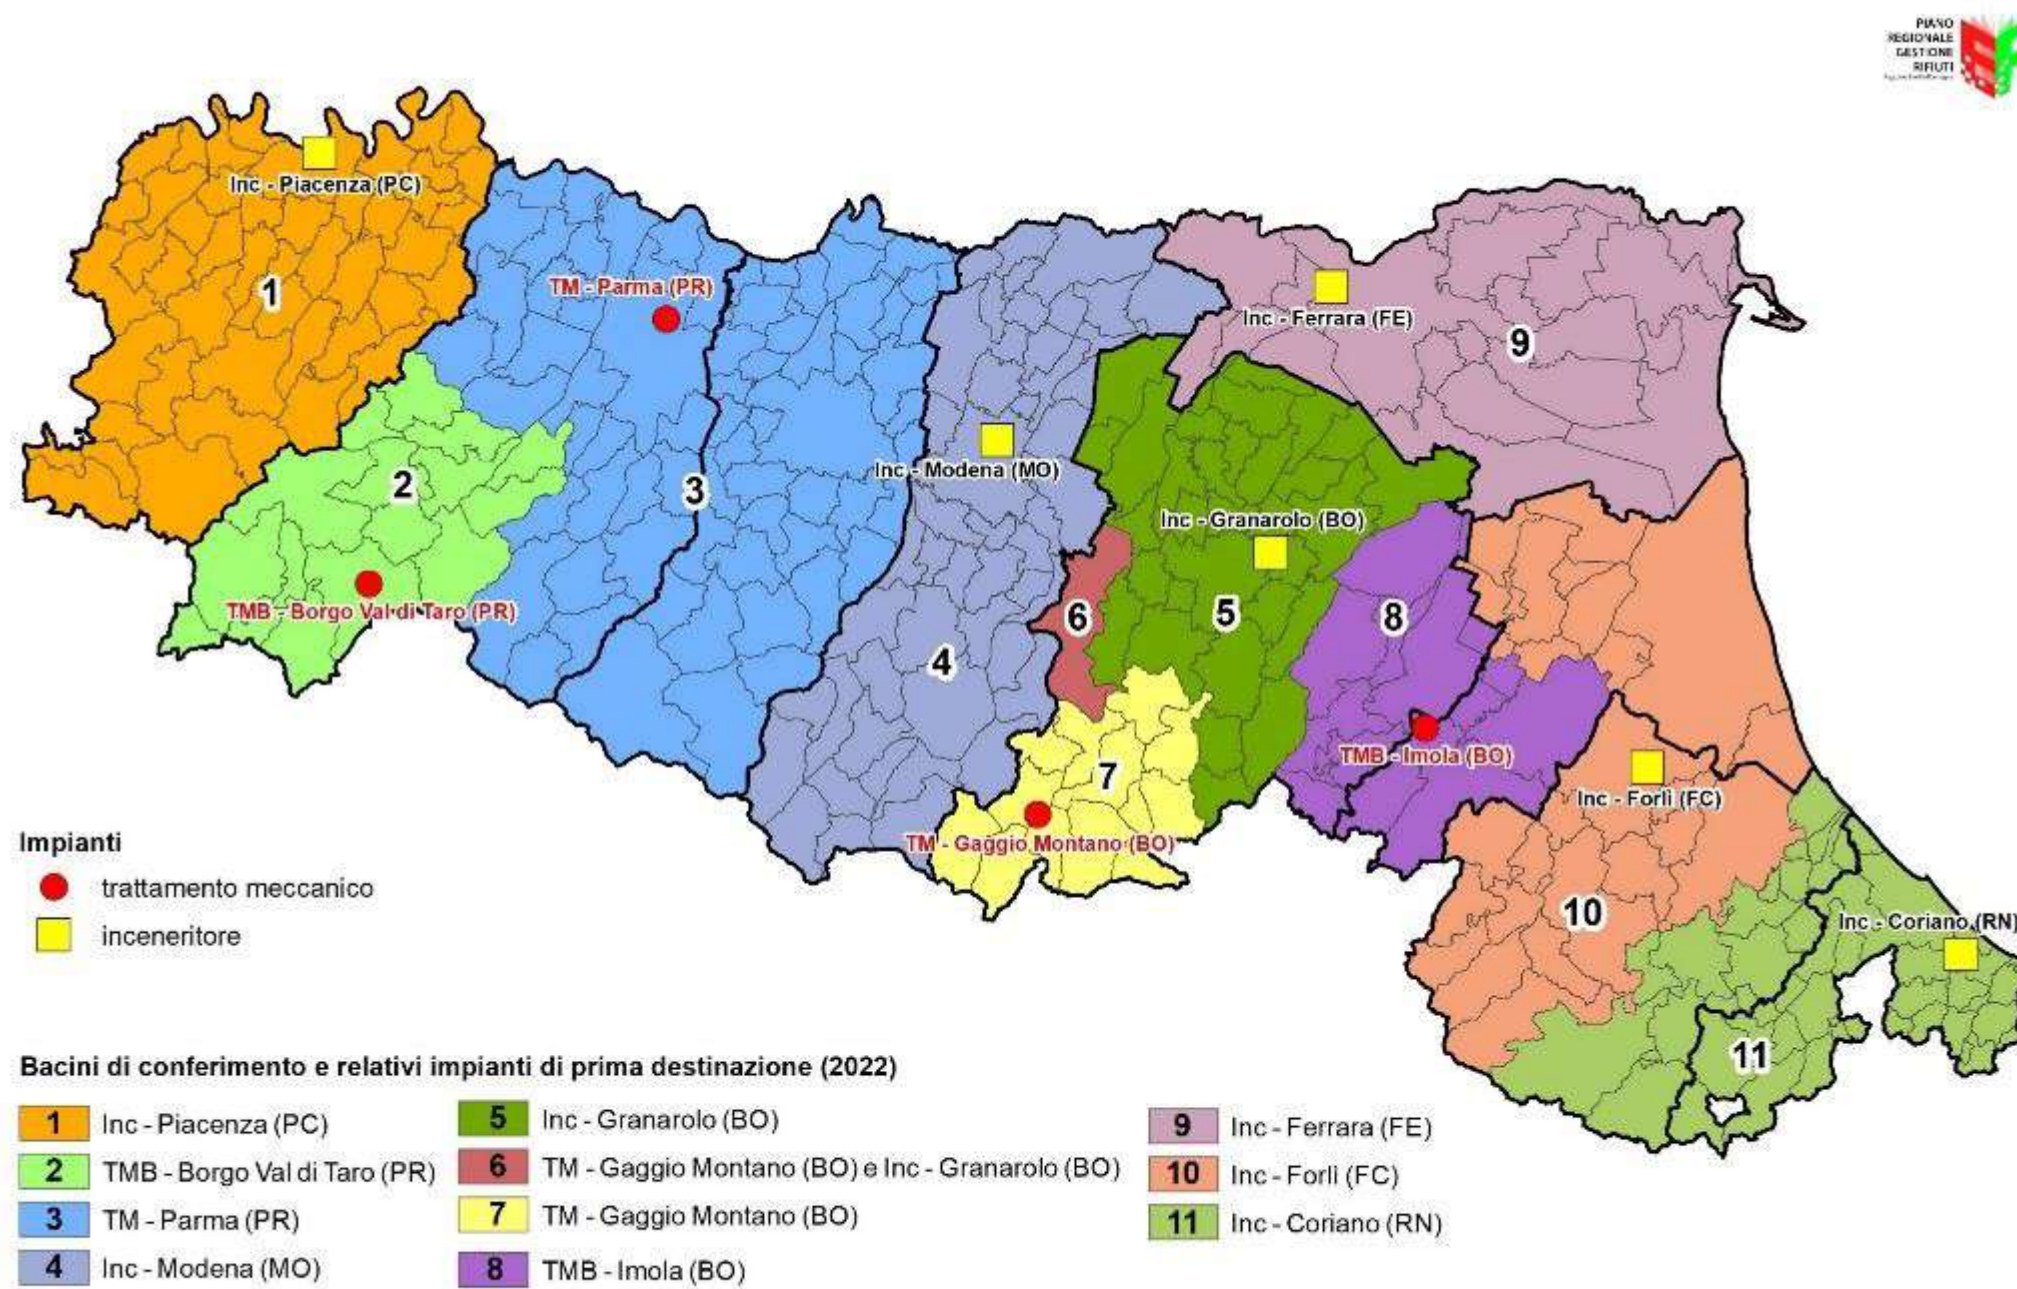 PIANO
REGIONALE
GESTIONE
RIFIUTI
Inc - Piacenza (PC)
1
TM - Parma (PR)
Inc - Ferrara (FE)
9
2
3
Inc - Modena (MO)
Inc - Granarolo (BO)
TMB - Borgo Val di Taro (PR)
6
5
8
4
TMB - Imola (BO)
7
Inc - Forlì (FC)
TM - Gaggio Montano (BO)
10
Inc - Coriano (RN)
11
Impianti
trattamento meccanico
inceneritore
Bacini di conferimento e relativi impianti di prima destinazione (2022)
1 Inc - Piacenza (PC)
2 TMB - Borgo Val di Taro (PR)
3 TM - Parma (PR)
4 Inc - Modena (MO)
5 Inc - Granarolo (BO)
6 TM - Gaggio Montano (BO) e Inc - Granarolo (BO)
7 TM - Gaggio Montano (BO)
8 TMB - Imola (BO)
9 Inc - Ferrara (FE)
10 Inc - Forlì (FC)
11 Inc - Coriano (RN)